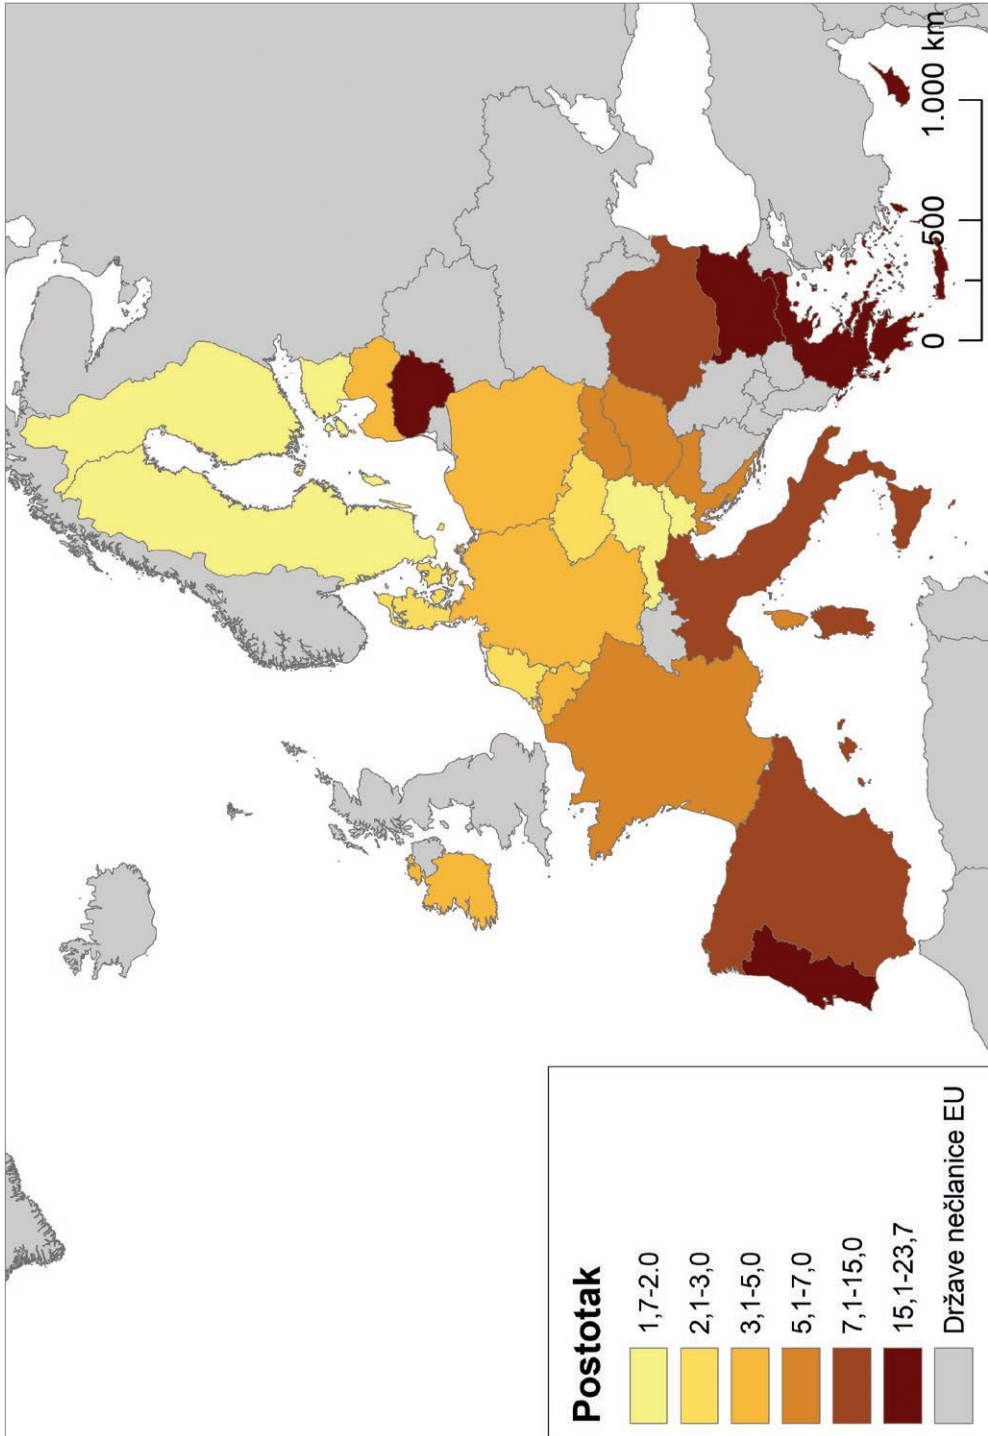 Postotak
1,7-2.0
2,1-3,0
3,1-5,0
5,1-7,0
7,1-15,0
15,1-23,7
Države nečlanice EU
0 500 1.000 km